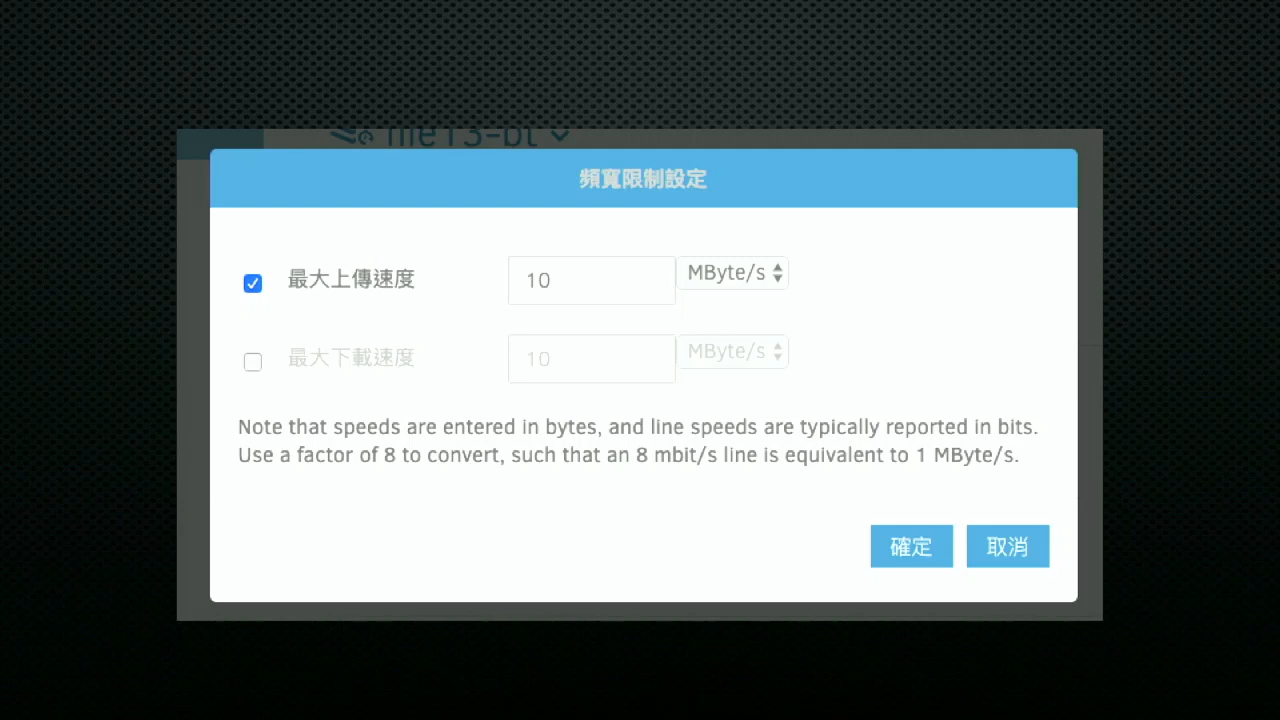 頻寬限制設定
最大上傳速度 10 MByte/s
最大下載速度 10 MByte/s
Note that speeds are entered in bytes, and line speeds are typically reported in bits.
Use a factor of 8 to convert, such that an 8 mbit/s line is equivalent to 1 MByte/s.
確定 取消